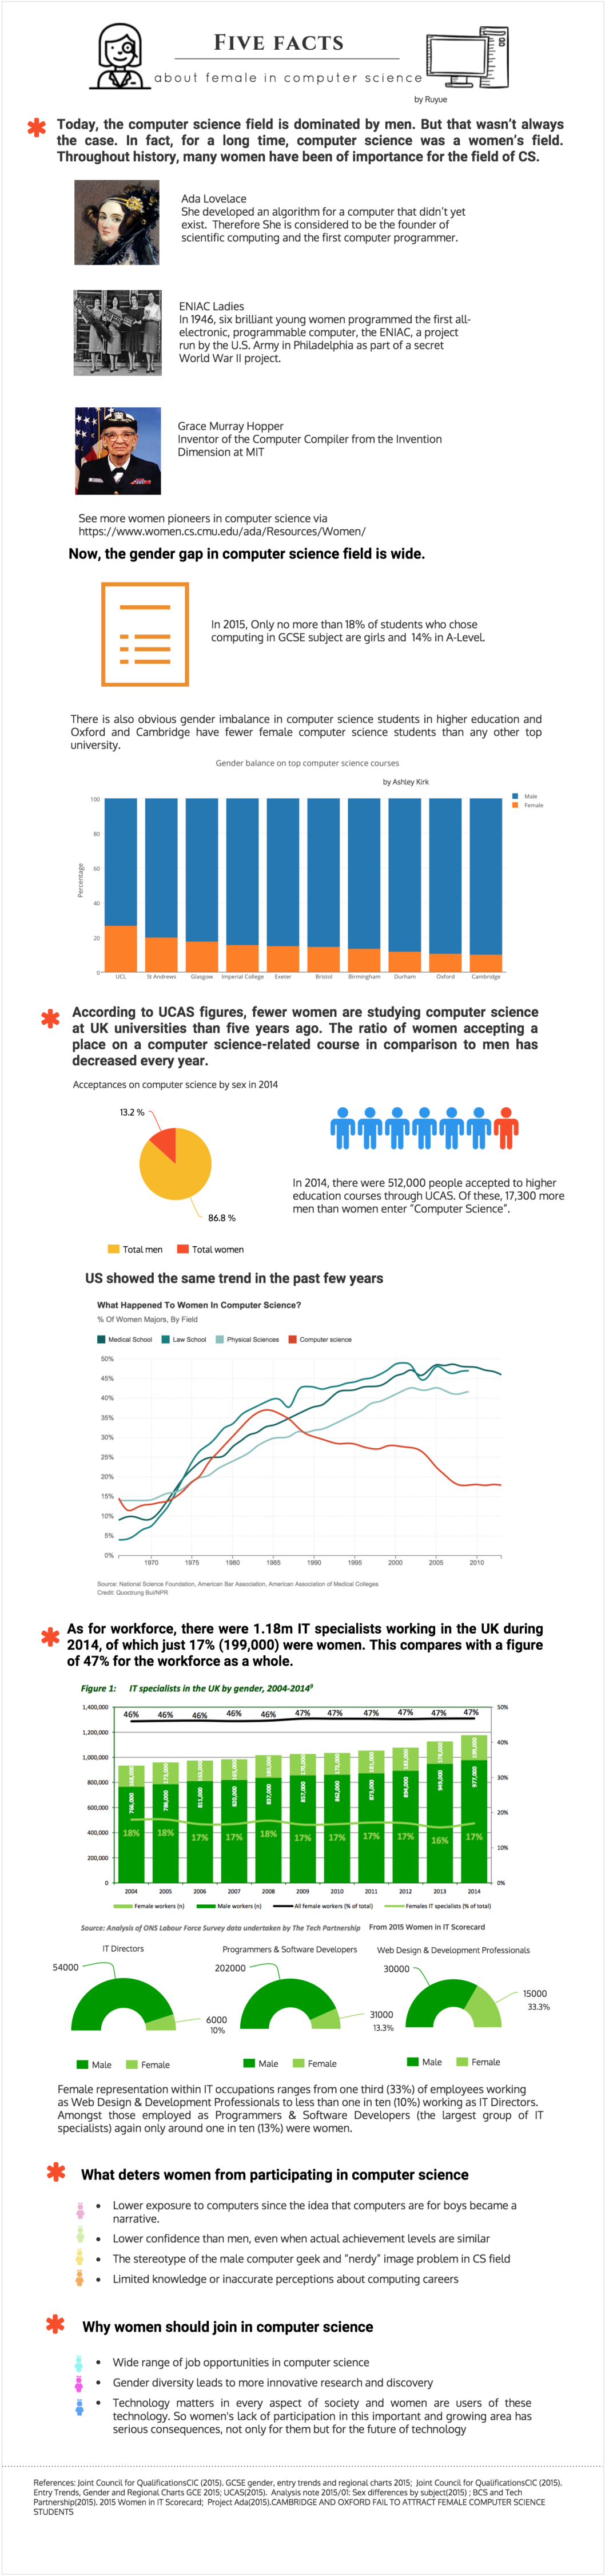 FIVE FACTS
about female in computer science
by Ruyue
Today, the computer science field is dominated by men. But that wasn't always
the case. In fact, for a long time, computer science was a women's field.
Throughout history, many women have been of importance for the field of CS.
Ada Lovelace
She developed an algorithm for a computer that didn't yet
exist. Therefore She is considered to be the founder of
scientific computing and the first computer programmer.
ENIAC Ladies
In 1946, six brilliant young women programmed the first all-
electronic, programmable computer, the ENIAC, a project
run by the U.S. Army in Philadelphia as part of a secret
World War II project.
Grace Murray Hopper
Inventor of the Computer Compiler from the Invention
Dimension at MIT
See more women pioneers in computer science via
https://www.women.cs.cmu.edu/ada/Resources/Women/
Now, the gender gap in computer science field is wide.
In 2015, Only no more than 18% of students who chose
computing in GCSE subject are girls and 14% in A-Level.
There is also obvious gender imbalance in computer science students in higher education and
Oxford and Cambridge have fewer female computer science students than any other top
university.
Gender balance on top computer science courses
by Ashley Kirk
Male
Female
Percentage
100
80
60
40
20
0
UCL St Andrews Glasgow Imperial College Exeter Bristol Birmingham Durham Oxford Cambridge
According to UCAS figures, fewer women are studying computer science
at UK universities than five years ago. The ratio of women accepting a
place on a computer science-related course in comparison to men has
decreased every year.
Acceptances on computer science by sex in 2014
13.2 %
86.8 %
Total men Total women
In 2014, there were 512,000 people accepted to higher
education courses through UCAS. Of these, 17,300 more
men than women enter "Computer Science".
US showed the same trend in the past few years
What Happened To Women In Computer Science?
% Of Women Majors, By Field
Medical School Law School Physical Sciences Computer science
50%
45%
40%
35%
30%
25%
20%
15%
10%
5%
0%
1970 1975 1980 1985 1990 1995 2000 2005 2010
Source: National Science Foundation, American Bar Association, American Association of Medical Colleges
Credit: Quoctrung Bui/NPR
As for workforce, there were 1.18m IT specialists working in the UK during
2014, of which just 17% (199,000) were women. This compares with a figure
of 47% for the workforce as a whole.
Figure 1: IT specialists in the UK by gender, 2004-2014⁹
1,400,000
1,200,000
1,000,000
800,000
600,000
400,000
200,000
0
50%
40%
30%
20%
10%
0%
46% 46% 46% 46% 46% 47% 47% 47% 47% 47% 47%
766,000 786,000 811,000 820,000 837,000 857,000 862,000 873,000 894,000 949,000 977,000
18% 18% 17% 17% 18% 17% 17% 17% 17% 16% 17%
2004 2005 2006 2007 2008 2009 2010 2011 2012 2013 2014
Female workers (n) Male workers (n) All female workers (% of total) Females IT specialists (% of total)
Source: Analysis of ONS Labour Force Survey data undertaken by The Tech Partnership From 2015 Women in IT Scorecard
IT Directors
54000
6000
10%
Male Female
Programmers & Software Developers
202000
31000
13.3%
Male Female
Web Design & Development Professionals
30000
15000
33.3%
Male Female
Female representation within IT occupations ranges from one third (33%) of employees working
as Web Design & Development Professionals to less than one in ten (10%) working as IT Directors.
Amongst those employed as Programmers & Software Developers (the largest group of IT
specialists) again only around one in ten (13%) were women.
What deters women from participating in computer science
• Lower exposure to computers since the idea that computers are for boys became a
narrative.
• Lower confidence than men, even when actual achievement levels are similar
• The stereotype of the male computer geek and "nerdy" image problem in CS field
• Limited knowledge or inaccurate perceptions about computing careers
Why women should join in computer science
• Wide range of job opportunities in computer science
• Gender diversity leads to more innovative research and discovery
• Technology matters in every aspect of society and women are users of these
technology. So women's lack of participation in this important and growing area has
serious consequences, not only for them but for the future of technology
References: Joint Council for QualificationsCIC (2015). GCSE gender, entry trends and regional charts 2015; Joint Council for QualificationsCIC (2015).
Entry Trends, Gender and Regional Charts GCE 2015; UCAS(2015). Analysis note 2015/01: Sex differences by subject(2015) ; BCS and Tech
Partnership(2015). 2015 Women in IT Scorecard; Project Ada(2015).CAMBRIDGE AND OXFORD FAIL TO ATTRACT FEMALE COMPUTER SCIENCE
STUDENTS